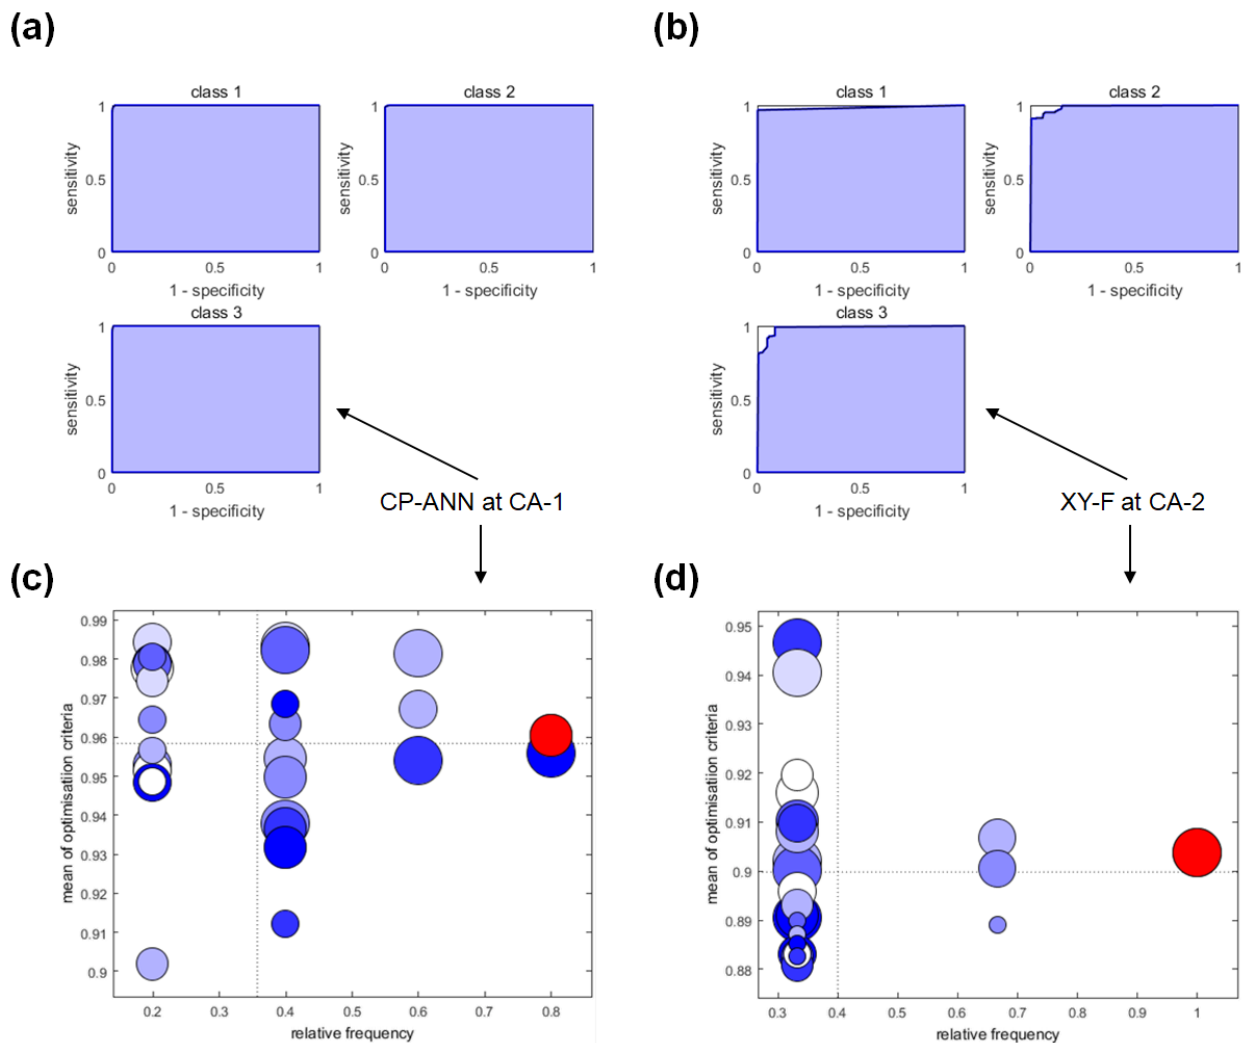 (a)
(b)
class 1
class 2
class 1
class 2
1
0.5
0
sensitivity
0
0.5
1
1 - specificity
sensitivity
0
0.5
1
1 - specificity
1
0.5
0
sensitivity
0
0.5
1
1 - specificity
1
0.5
0
sensitivity
0
0.5
1
1 - specificity
class 3
class 3
1
0.5
0
sensitivity
0
0.5
1
1 - specificity
1
0.5
0
sensitivity
0
0.5
1
1 - specificity
CP-ANN at CA-1
XY-F at CA-2
(c)
(d)
0.99
0.98
0.97
0.96
0.95
0.94
0.93
0.92
0.91
0.9
mean of optimisatiion criteria
0.2
0.3
0.4
0.5
0.6
0.7
0.8
relative frequency
0.95
0.94
0.93
0.92
0.91
0.9
0.89
0.88
mean of optimisatiion criteria
0.3
0.4
0.5
0.6
0.7
0.8
0.9
1
relative frequency